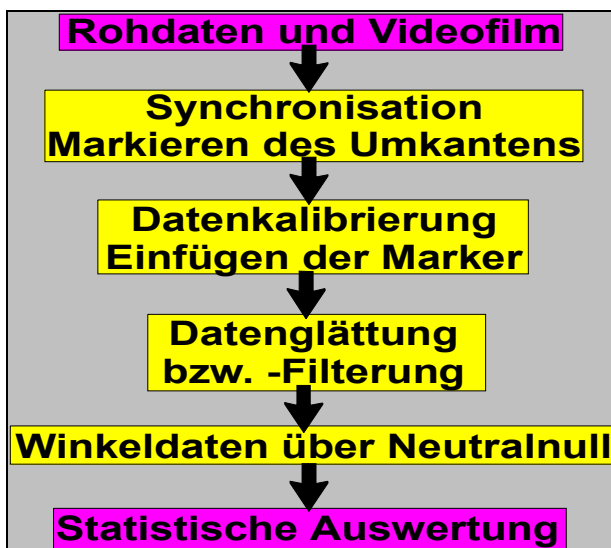 Rohdaten und Videofilm
Synchronisation
Markieren des Umkantens
Datenkalibrierung
Einfügen der Marker
Datenglättung
bzw. -Filterung
Winkeldaten über Neutralnull
Statistische Auswertung